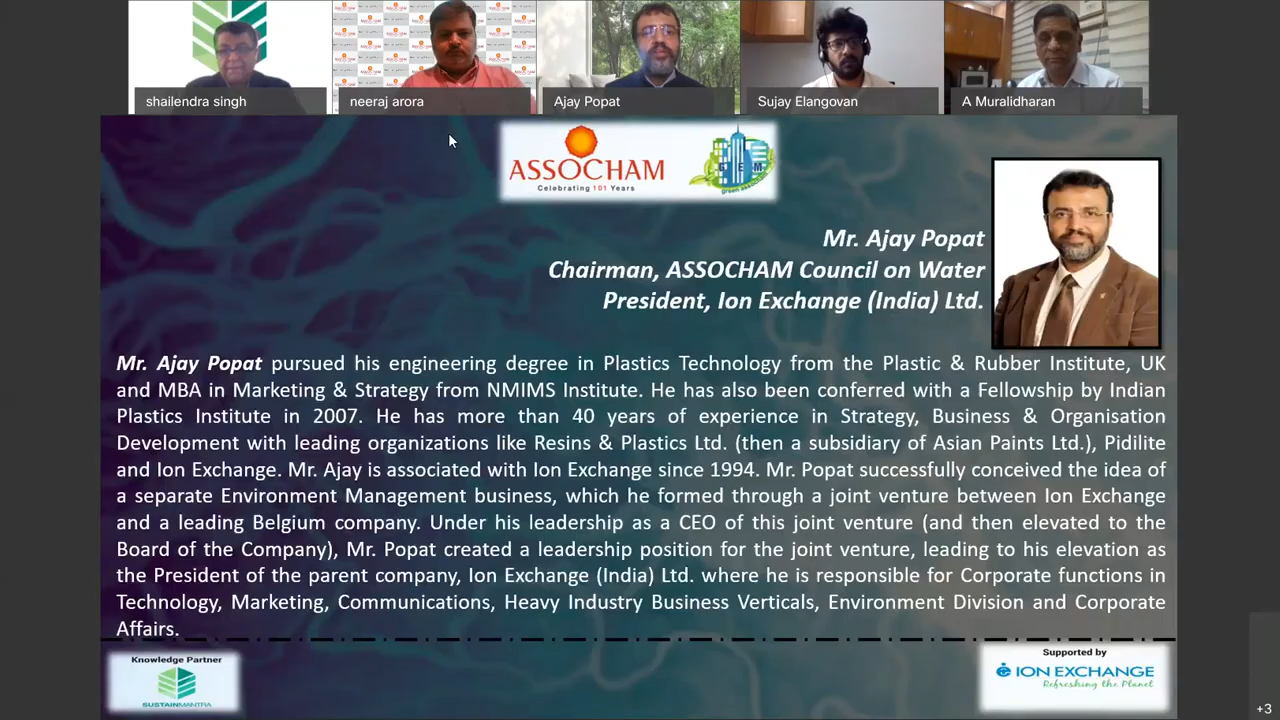 shailendra singh
neeraj arora
Ajay Popat
Sujay Elangovan
A Muralidharan
ASSOCHAM
Celebrating 101 Years
GEM
Mr. Ajay Popat
Chairman, ASSOCHAM Council on Water
President, Ion Exchange (India) Ltd.
Mr. Ajay Popat pursued his engineering degree in Plastics Technology from the Plastic & Rubber Institute, UK
and MBA in Marketing & Strategy from NMIMS Institute. He has also been conferred with a Fellowship by Indian
Plastics Institute in 2007. He has more than 40 years of experience in Strategy, Business & Organisation
Development with leading organizations like Resins & Plastics Ltd. (then a subsidiary of Asian Paints Ltd.), Pidilite
and Ion Exchange. Mr. Ajay is associated with Ion Exchange since 1994. Mr. Popat successfully conceived the idea of
a separate Environment Management business, which he formed through a joint venture between Ion Exchange
and a leading Belgium company. Under his leadership as a CEO of this joint venture (and then elevated to the
Board of the Company), Mr. Popat created a leadership position for the joint venture, leading to his elevation as
the President of the parent company, Ion Exchange (India) Ltd. where he is responsible for Corporate functions in
Technology, Marketing, Communications, Heavy Industry Business Verticals, Environment Division and Corporate
Affairs.
Knowledge Partner
SUSTAINMANTRA
Supported by
ION EXCHANGE
Refreshing the Planet
+3